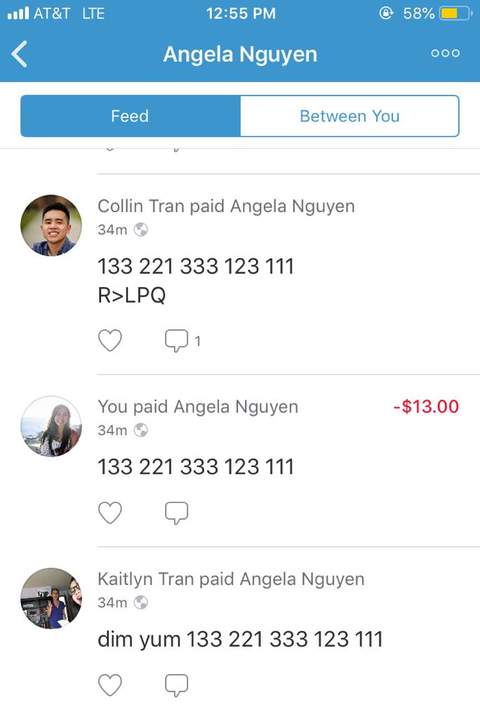 AT&T LTE 12:55 PM 58%
Angela Nguyen
Feed Between You
Collin Tran paid Angela Nguyen
34m
133 221 333 123 111
R>LPQ
1
You paid Angela Nguyen -$13.00
34m
133 221 333 123 111
Kaitlyn Tran paid Angela Nguyen
34m
dim yum 133 221 333 123 111